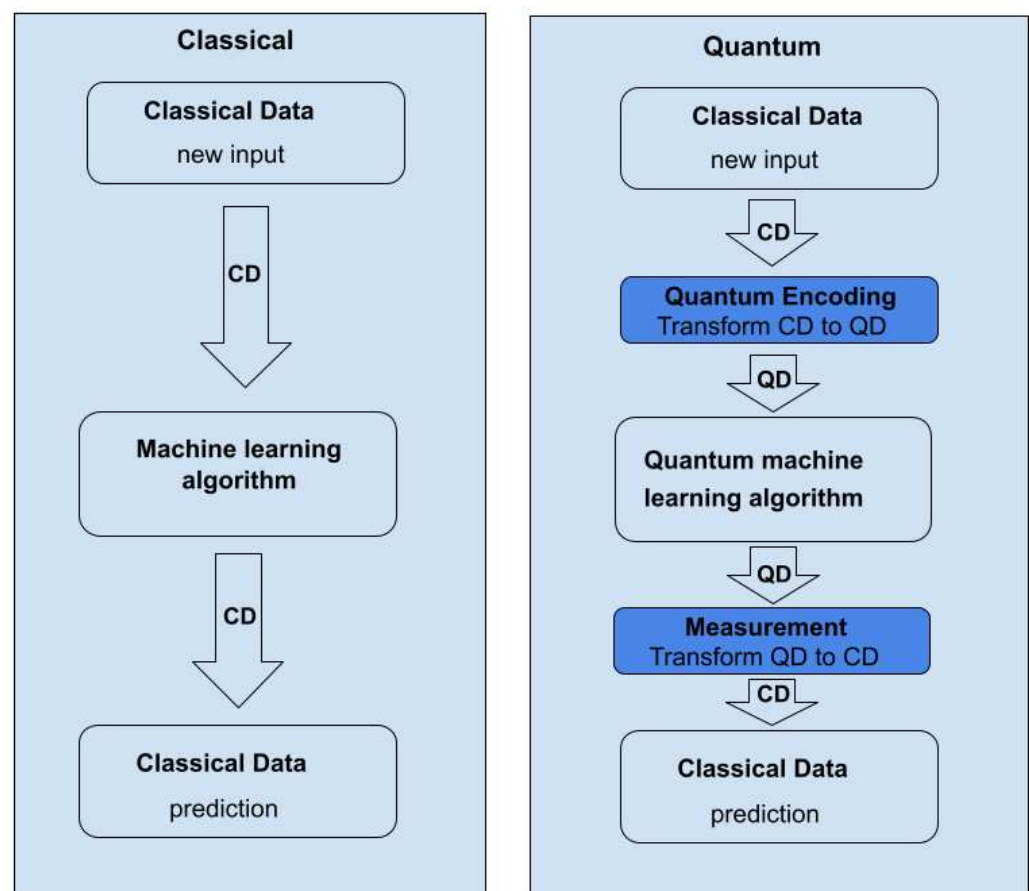 Classical
Classical Data
new input
CD
Machine learning
algorithm
CD
Classical Data
prediction
Quantum
Classical Data
new input
CD
Quantum Encoding
Transform CD to QD
QD
Quantum machine
learning algorithm
QD
Measurement
Transform QD to CD
CD
Classical Data
prediction